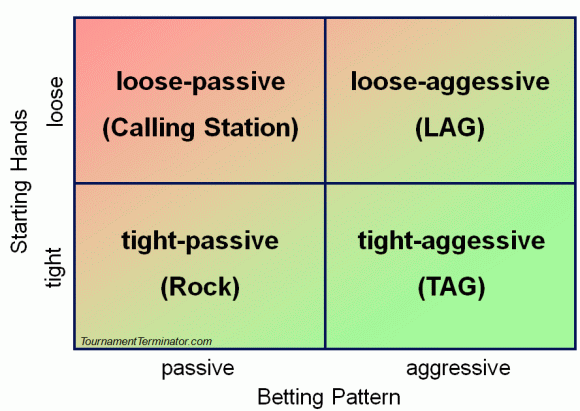 Starting Hands
loose
tight
loose-passive
(Calling Station)
loose-aggessive
(LAG)
tight-passive
(Rock)
tight-aggessive
(TAG)
TournamentTerminator.com
passive
aggressive
Betting Pattern